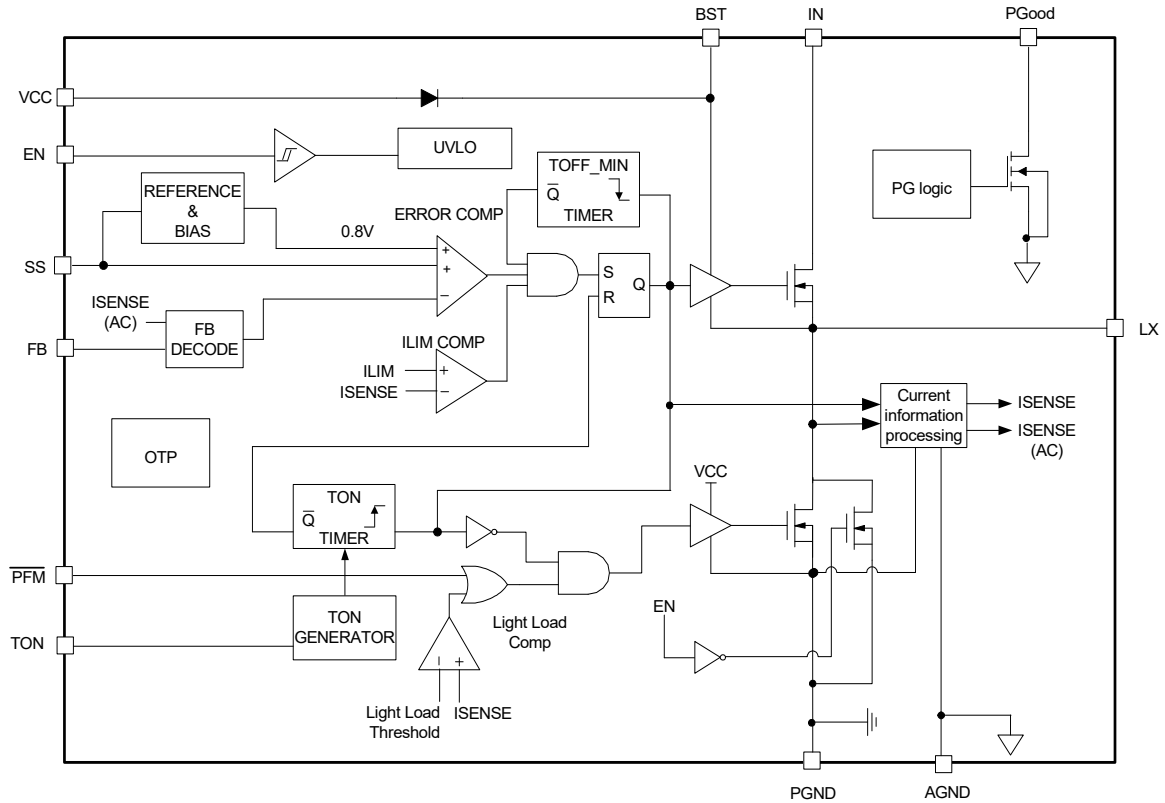 BST
IN
PGood
VCC
EN
UVLO
TOFF_MIN
Q̅
TIMER
PG logic
REFERENCE
&
BIAS
ERROR COMP
0.8V
+
+
−
SS
S
R
Q
ISENSE
(AC)
FB
DECODE
FB
LX
ILIM COMP
ILIM
ISENSE
+
−
Current
information
processing
ISENSE
ISENSE
(AC)
OTP
VCC
TON
Q̅
TIMER
P̅F̅M̅
TON
GENERATOR
TON
Light Load
Comp
EN
−
+
Light Load
Threshold
ISENSE
PGND
AGND